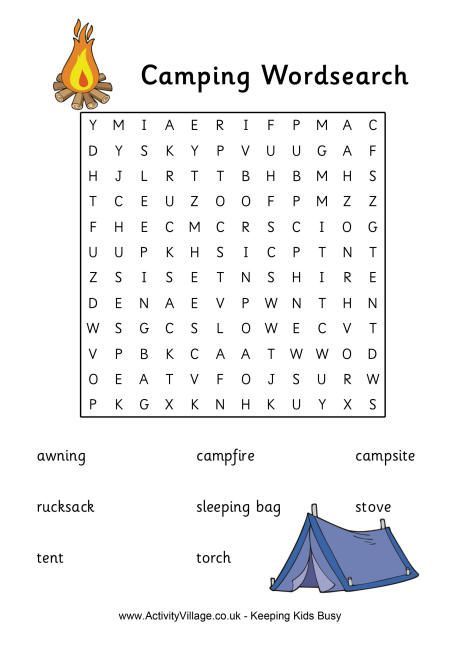 Camping Wordsearch
Y M I A E R I F P M A C
D Y S K Y P V U U G A F
H J L R T T B H B M H S
T C E U Z O O F P M Z Z
F H E C M C R S C I O G
U U P K H S I C P T N T
Z S I S E T N S H I R E
D E N A E V P W N T H N
W S G C S L O W E C V T
V P B K C A A T W W O D
O E A T V F O J S U R W
P K G X K N H K U Y X S
awning campfire campsite
rucksack sleeping bag stove
tent torch
www.ActivityVillage.co.uk - Keeping Kids Busy